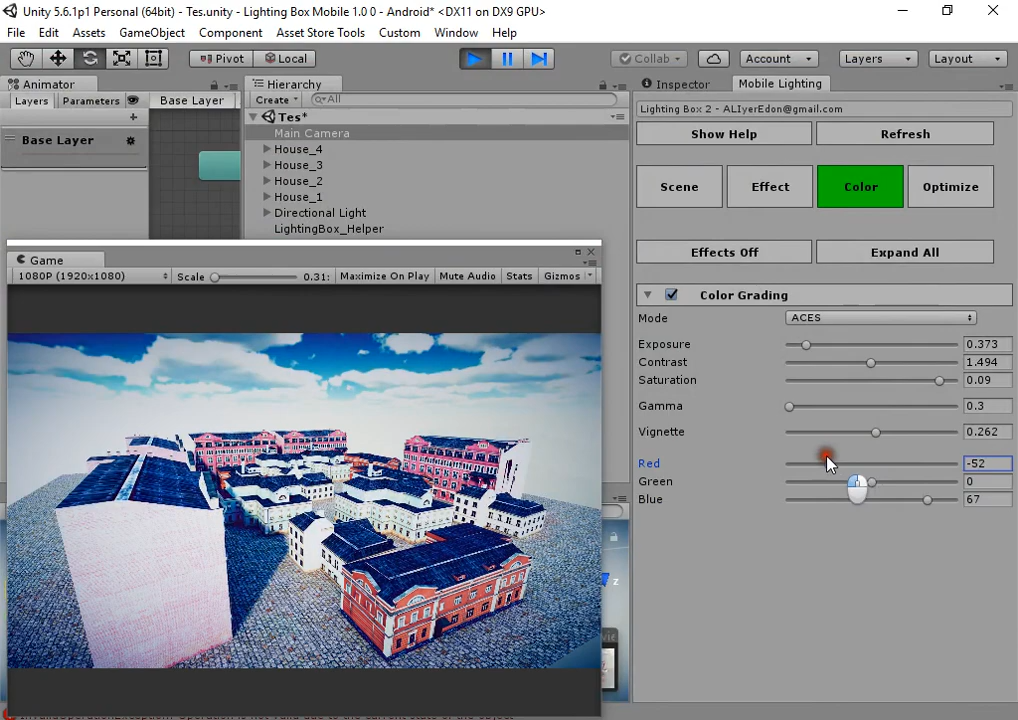 Unity 5.6.1p1 Personal (64bit) - Tes.unity - Lighting Box Mobile 1.0 0 - Android* <DX11 on DX9 GPU>
File Edit Assets GameObject Component Asset Store Tools Custom Window Help
Pivot Local Collab Account Layers Layout
Animator
Layers Parameters Base Layer
Base Layer
Hierarchy
Create All
Tes*
Main Camera
House_4
House_3
House_2
House_1
Directional Light
LightingBox_Helper
Inspector Mobile Lighting
Lighting Box 2 - ALIyerEdon@gmail.com
Show Help Refresh
Scene Effect Color Optimize
Effects Off Expand All
Color Grading
Mode ACES
Exposure 0.373
Contrast 1.494
Saturation 0.09
Gamma 0.3
Vignette 0.262
Red -52
Green 0
Blue 67
Game
1080P (1920x1080) Scale 0.31: Maximize On Play Mute Audio Stats Gizmos
z